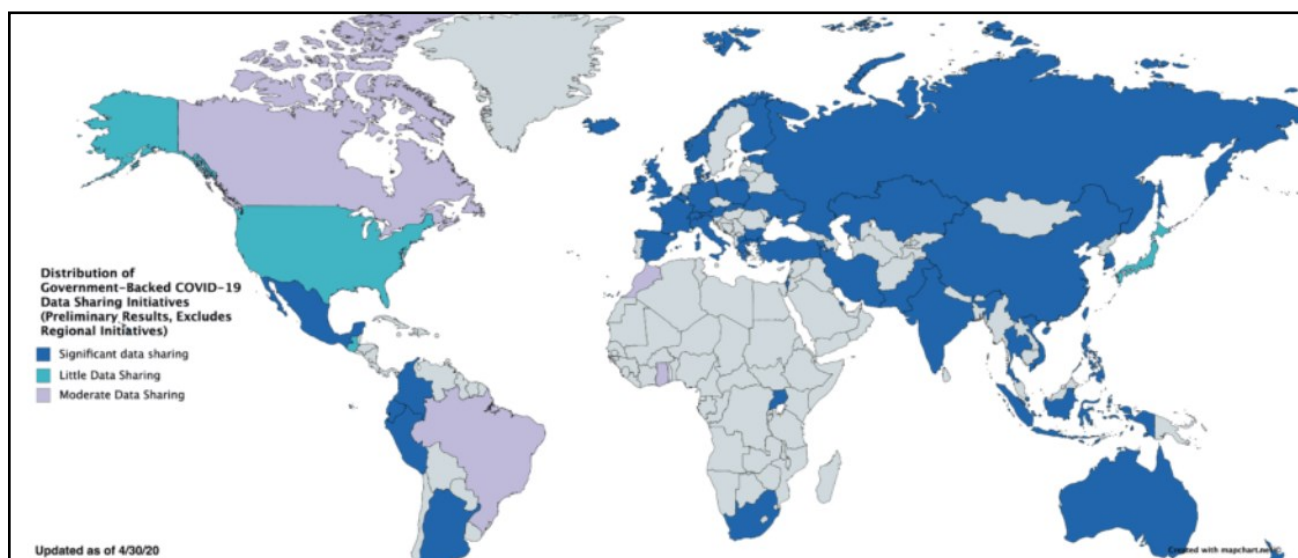 Distribution of
Government-Backed COVID-19
Data Sharing Initiatives
(Preliminary Results, Excludes
Regional Initiatives)
Significant data sharing
Little Data Sharing
Moderate Data Sharing
Updated as of 4/30/20
Created with mapchart.net